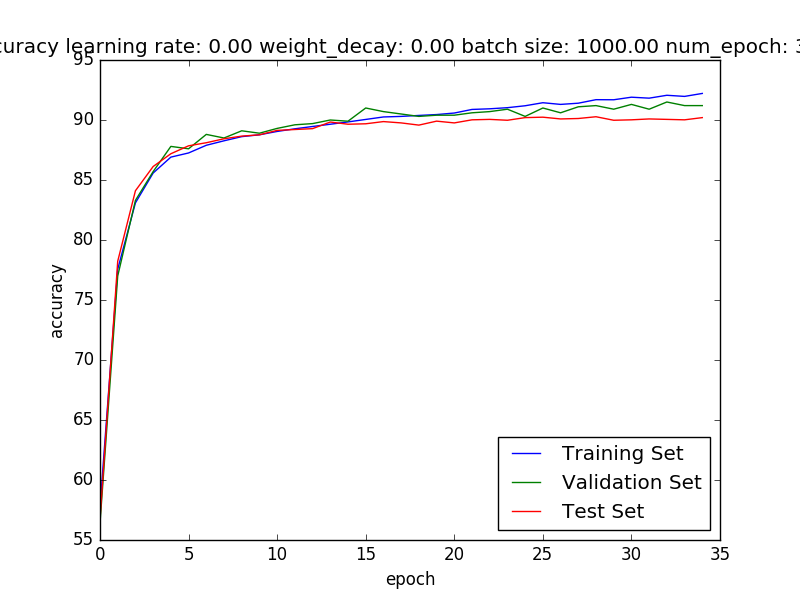 curacy learning rate: 0.00 weight_decay: 0.00 batch size: 1000.00 num_epoch: 3
95
90
85
80
75
70
65
60
55
accuracy
Training Set
Validation Set
Test Set
0 5 10 15 20 25 30 35
epoch